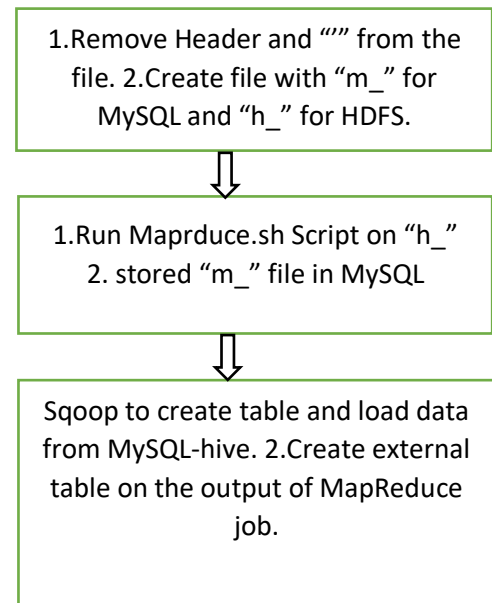 1.Remove Header and “’” from the
file. 2.Create file with “m_” for
MySQL and “h_” for HDFS.
1.Run Maprduce.sh Script on “h_”
2. stored “m_” file in MySQL
Sqoop to create table and load data
from MySQL-hive. 2.Create external
table on the output of MapReduce
job.